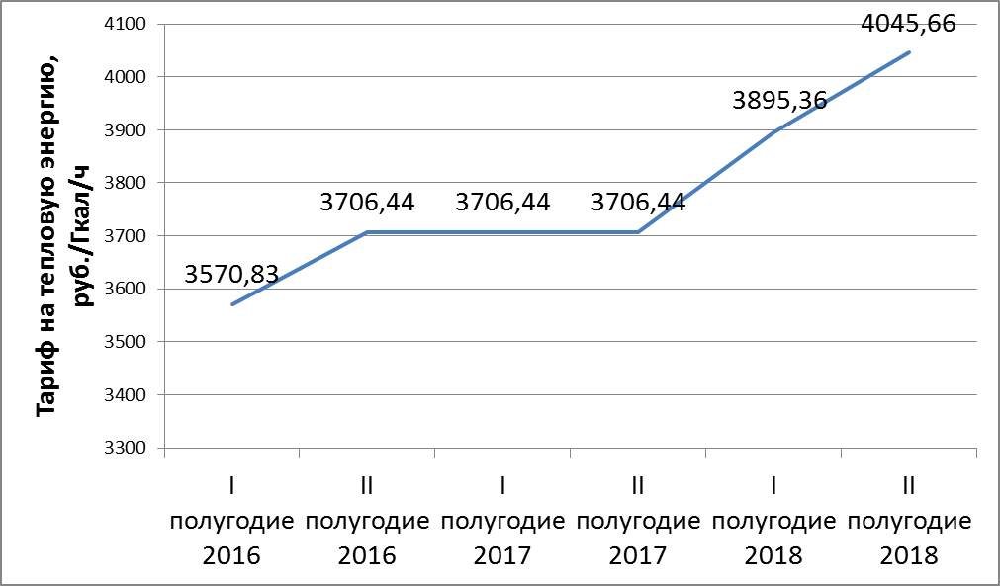 Тариф на тепловую энергию,
руб./Гкал/ч
4100
4000
3900
3800
3700
3600
3500
3400
3300
3570,83
3706,44
3706,44
3706,44
3895,36
4045,66
I
полугодие
2016
II
полугодие
2016
I
полугодие
2017
II
полугодие
2017
I
полугодие
2018
II
полугодие
2018